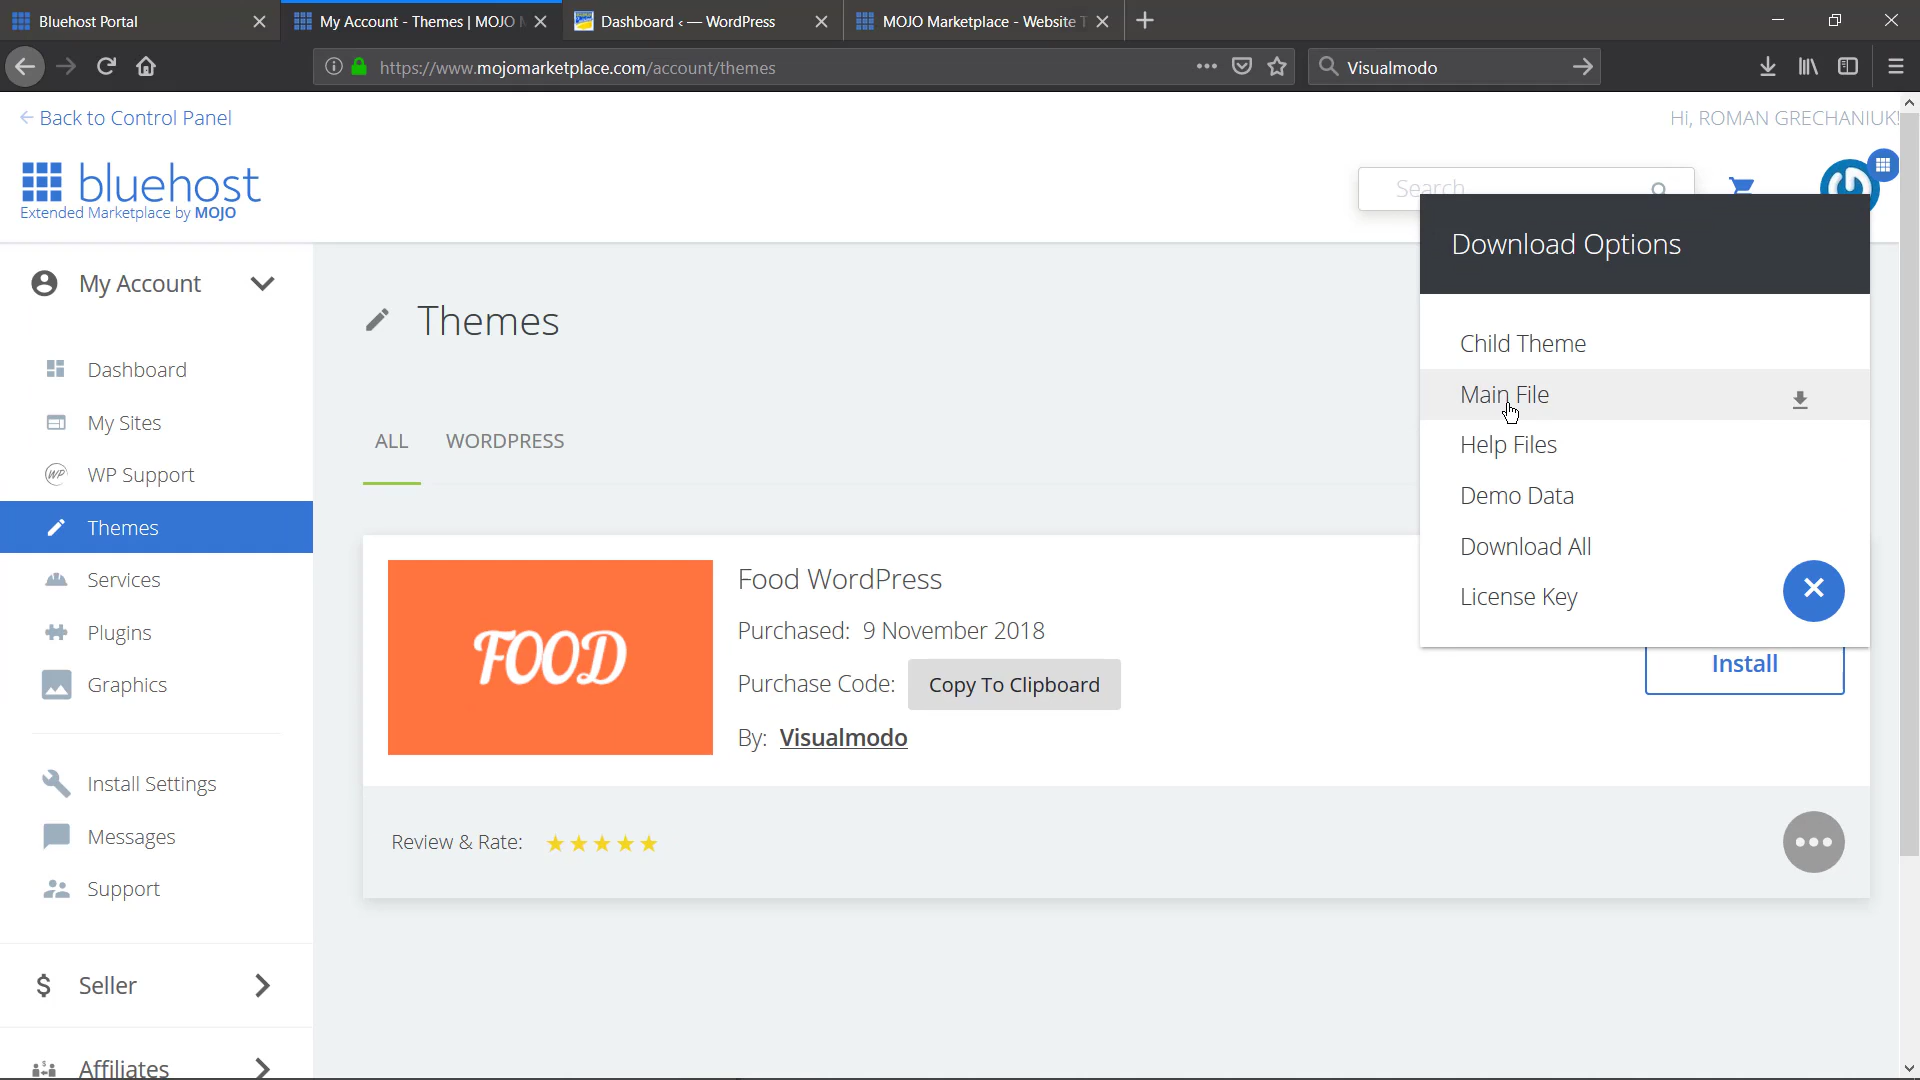 Bluehost Portal
My Account - Themes | MOJO
Dashboard ‹ — WordPress
MOJO Marketplace - Website T
https://www.mojomarketplace.com/account/themes
Visualmodo
Back to Control Panel
HI, ROMAN GRECHANIUK!
bluehost
Extended Marketplace by MOJO
Search
Download Options
My Account
Themes
Child Theme
Dashboard
Main File
My Sites
ALL
WORDPRESS
Help Files
WP Support
Demo Data
Themes
Download All
Services
Food WordPress
License Key
Plugins
FOOD
Purchased: 9 November 2018
Install
Graphics
Purchase Code:
Copy To Clipboard
By: Visualmodo
Install Settings
Messages
Review & Rate:
Support
$ Seller
Affiliates